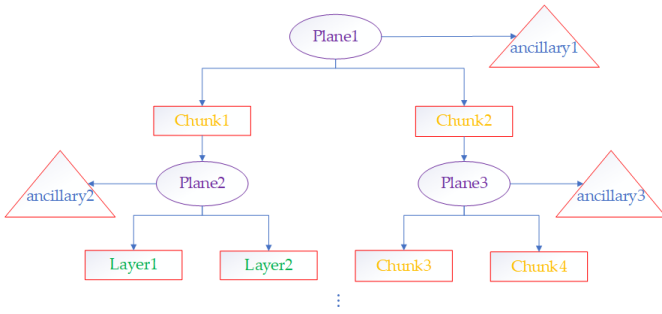 Plane1
ancillary1
Chunk1
Chunk2
Plane2
ancillary2
Plane3
ancillary3
Layer1
Layer2
Chunk3
Chunk4
⋮